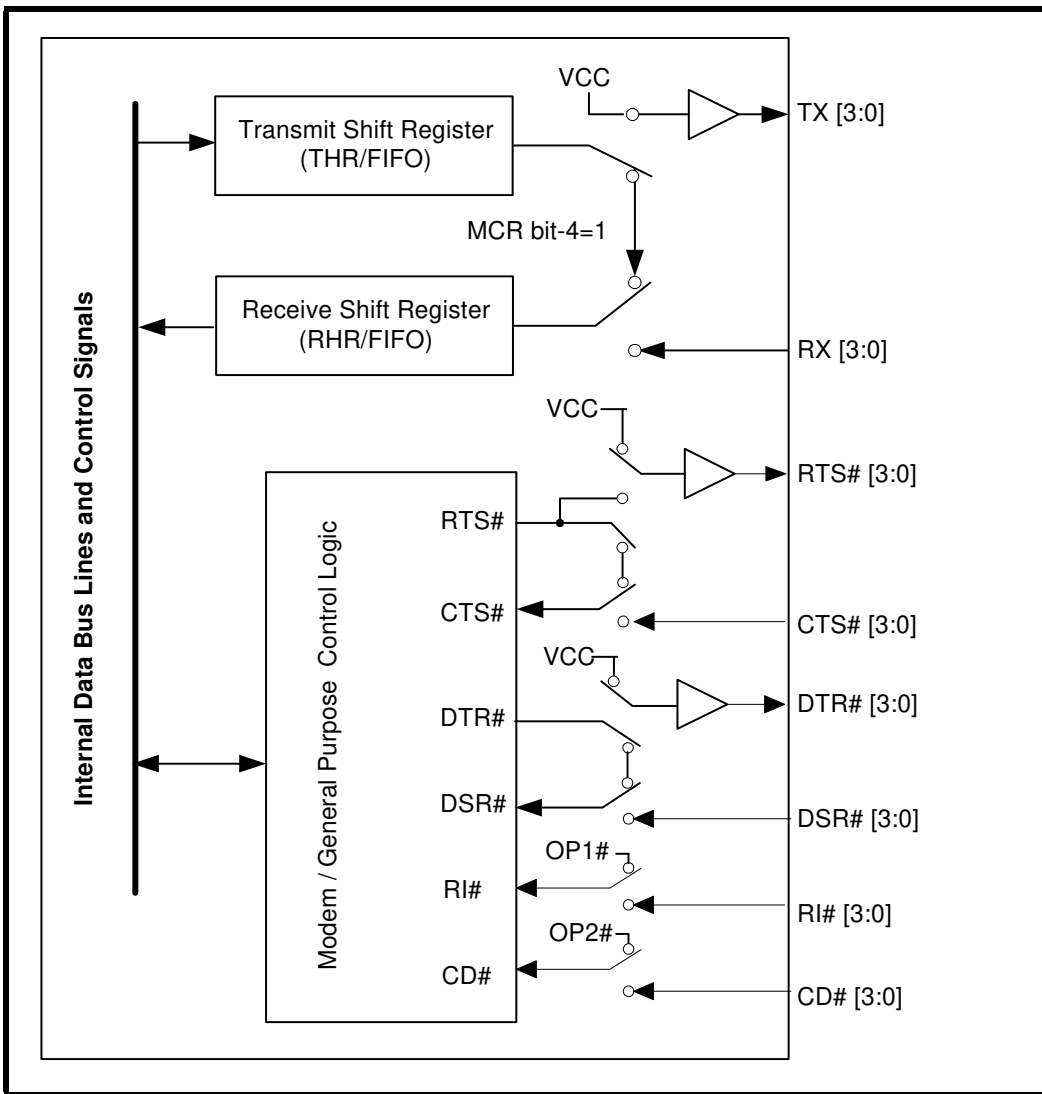 VCC
TX [3:0]
Transmit Shift Register
(THR/FIFO)
MCR bit-4=1
Receive Shift Register
(RHR/FIFO)
RX [3:0]
Internal Data Bus Lines and Control Signals
VCC
RTS# [3:0]
Modem / General Purpose Control Logic
RTS#
CTS#
CTS# [3:0]
VCC
DTR# [3:0]
DTR#
DSR#
DSR# [3:0]
OP1#
RI#
RI# [3:0]
OP2#
CD#
CD# [3:0]